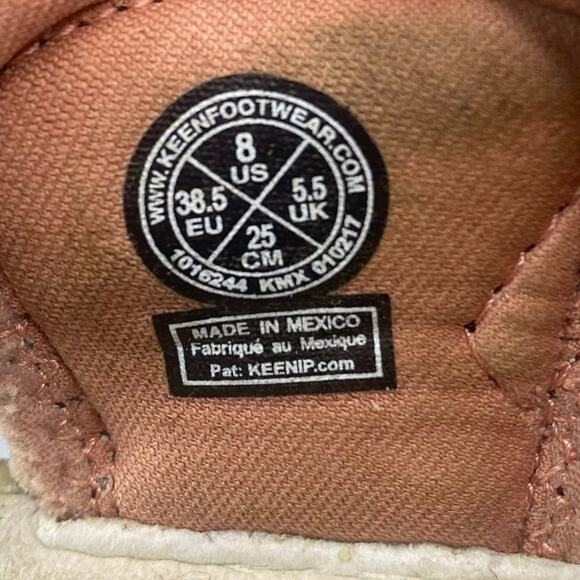 WWW.KEENFOOTWEAR.COM
8
US
38.5
EU
5.5
UK
25
CM
1016244 KMX 010217
MADE IN MEXICO
Fabriqué au Mexique
Pat: KEENIP.com